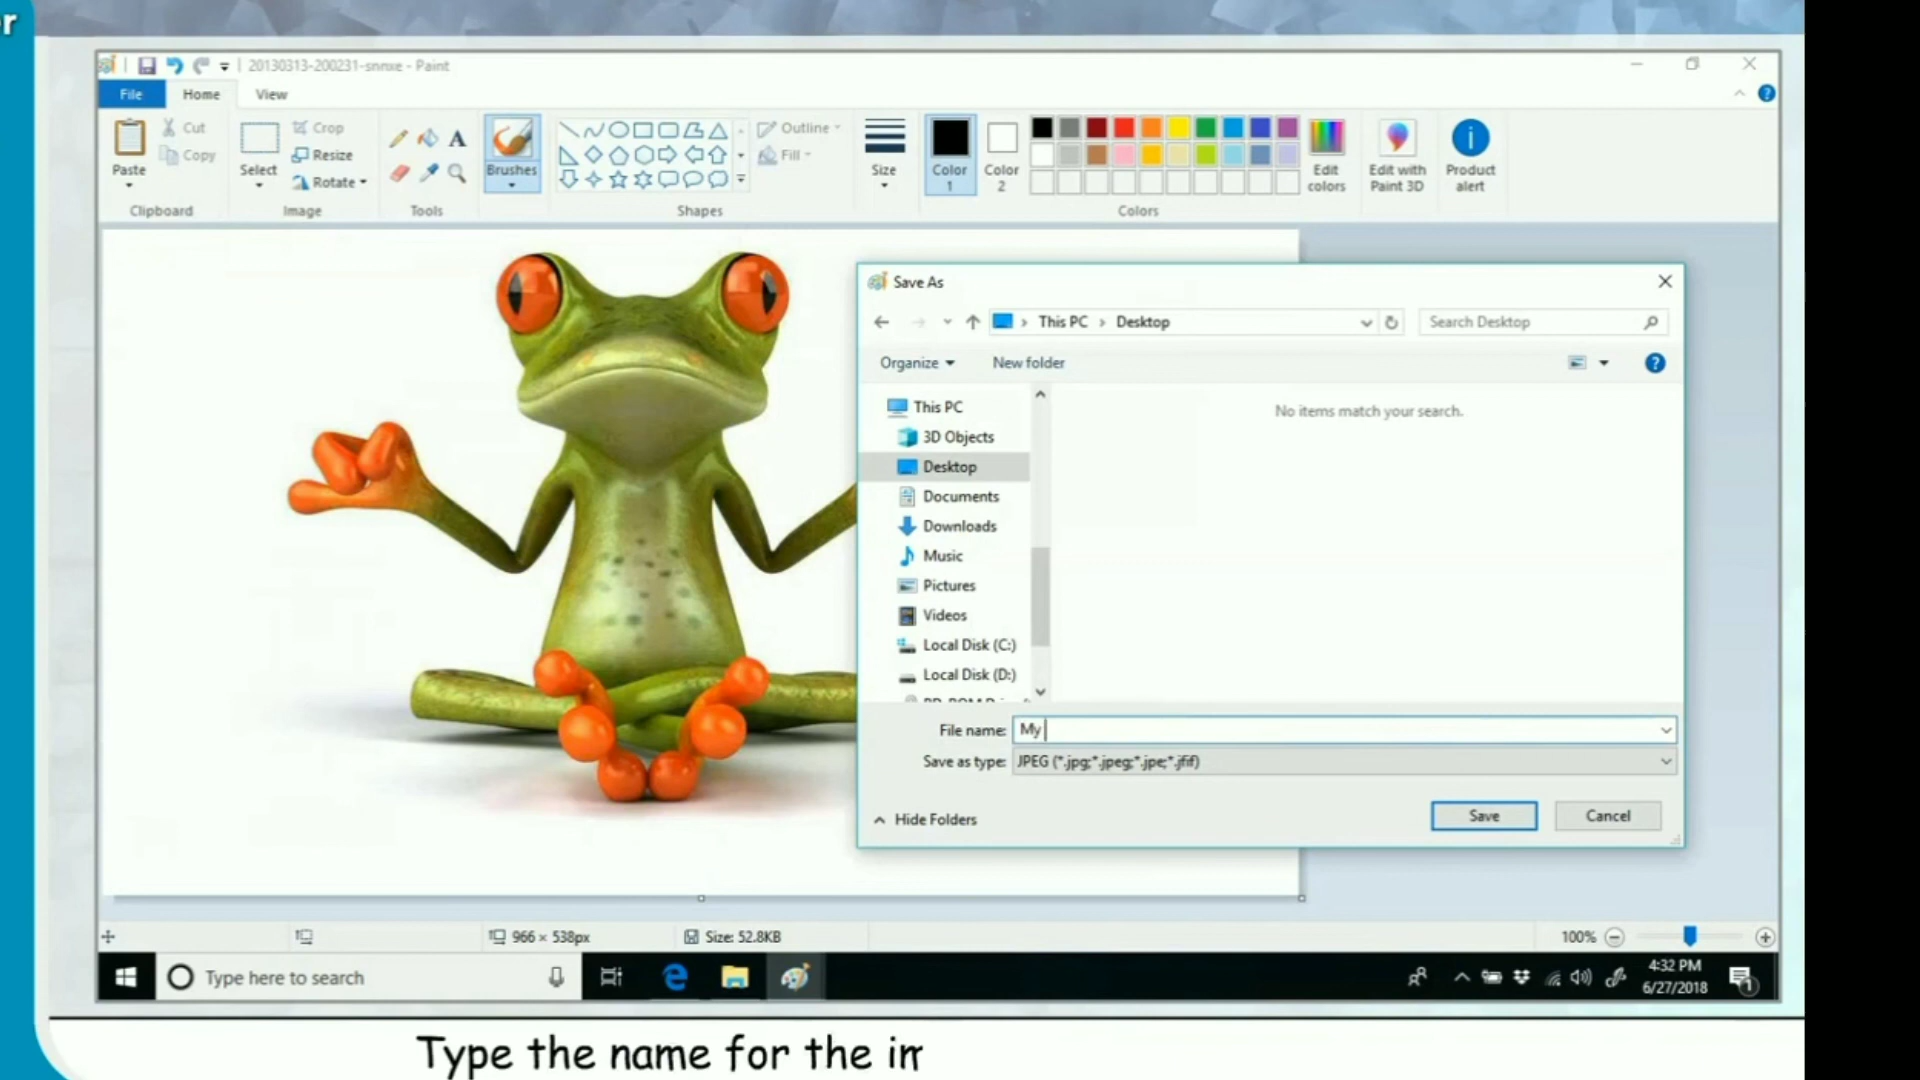 or
20130313-200231-snnxe - Paint
File Home View
Cut
Copy
Paste
Clipboard
Select
Crop
Resize
Rotate
Image
A
Tools
Brushes
Outline
Fill
Shapes
Size
Color 1
Color 2
Edit colors
Colors
Edit with Paint 3D
Product alert
Save As
This PC > Desktop
Search Desktop
Organize New folder
This PC
3D Objects
Desktop
Documents
Downloads
Music
Pictures
Videos
Local Disk (C:)
Local Disk (D:)
No items match your search.
File name: My
Save as type: JPEG (*.jpg;*.jpeg;*.jpe;*.jfif)
Hide Folders
Save Cancel
966 × 538px
Size: 52.8KB
100%
Type here to search
4:32 PM
6/27/2018
1
Type the name for the im